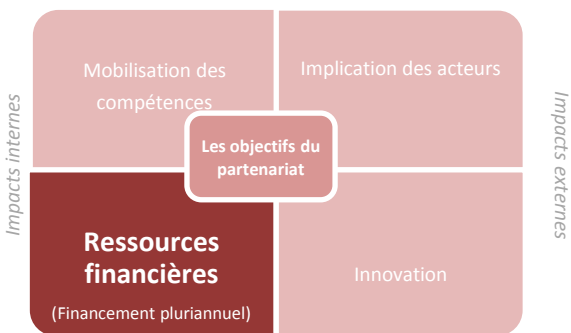 Impacts internes
Mobilisation des
compétences
Implication des acteurs
Les objectifs du
partenariat
Ressources
financières
(Financement pluriannuel)
Innovation
Impacts externes